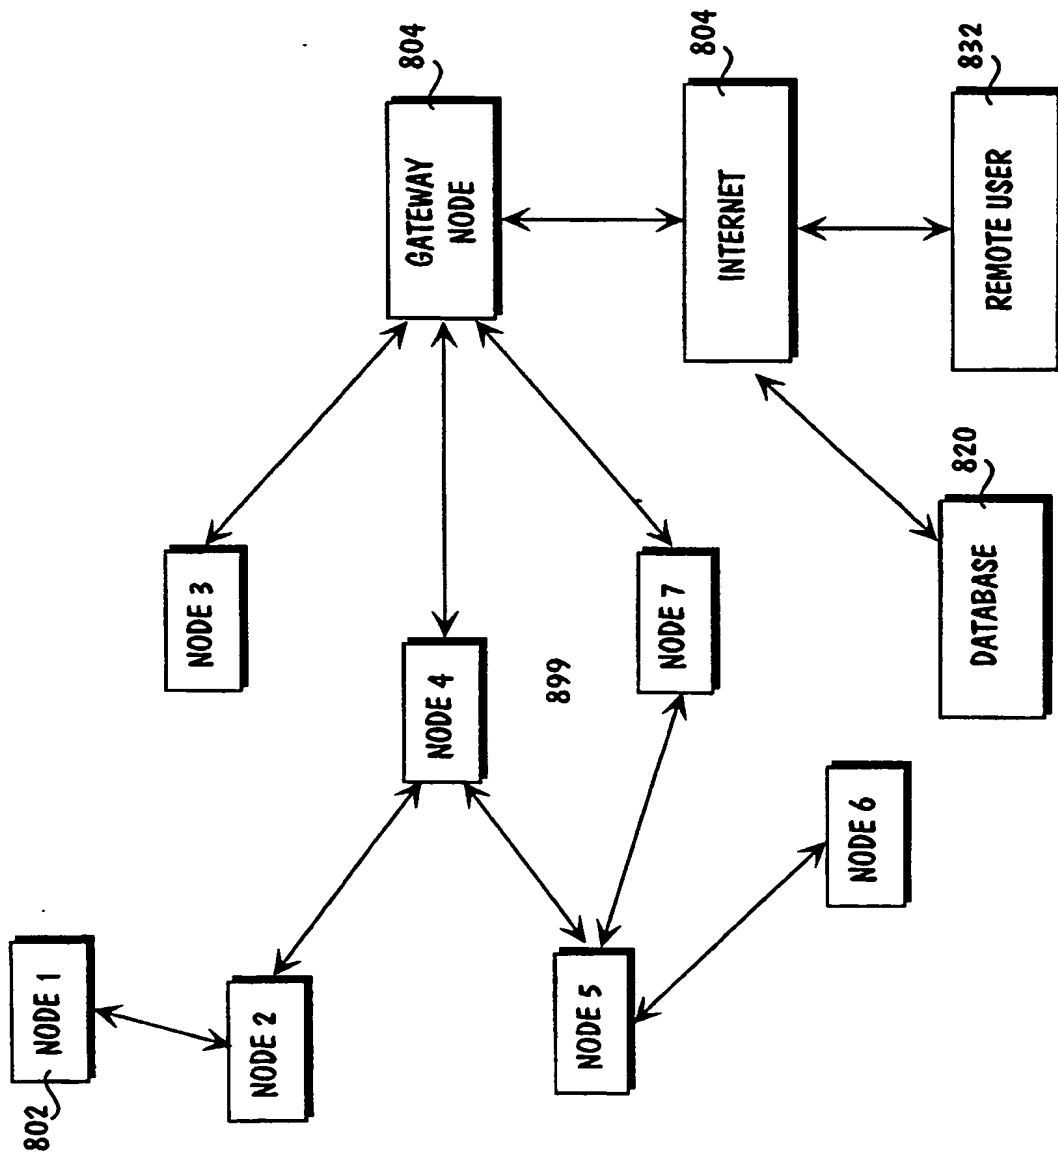 802
NODE 1
NODE 2
NODE 3
NODE 4
NODE 5
NODE 6
NODE 7
899
GATEWAY
NODE
804
INTERNET
804
DATABASE
820
REMOTE USER
832